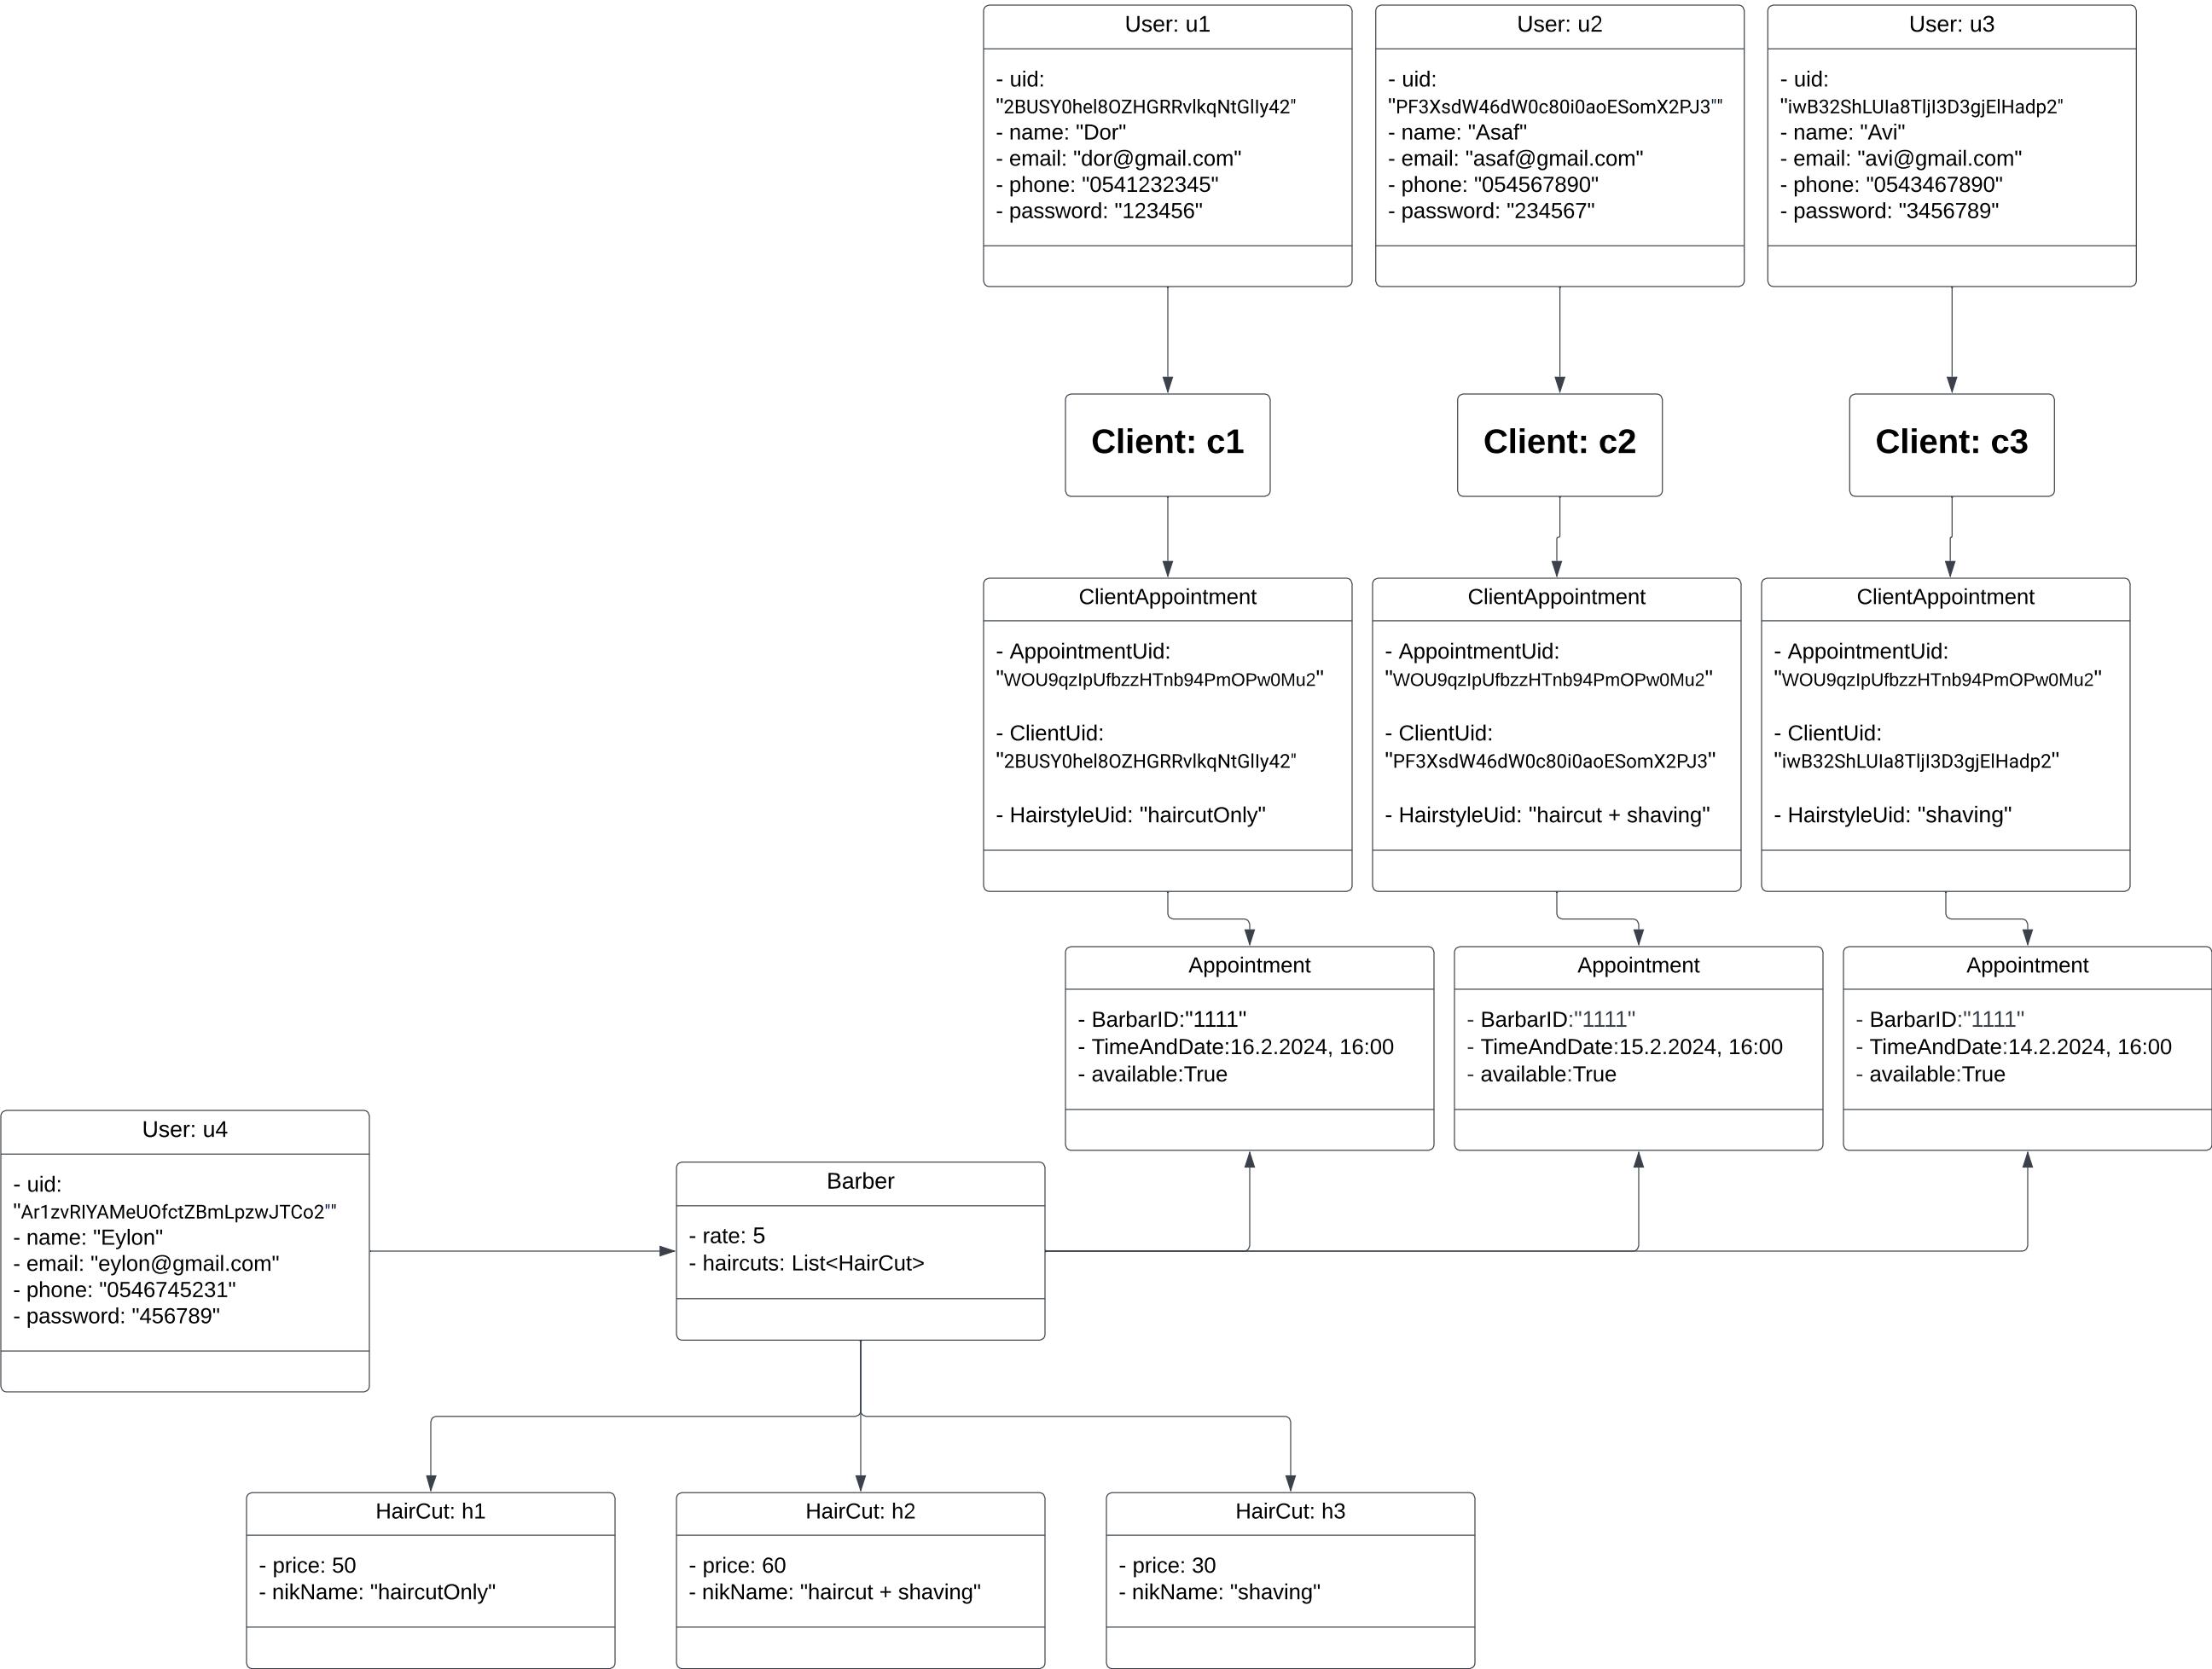 User: u1
- uid:
"2BUSY0hel8OZHGRRvlkqNtGlIy42"
- name: "Dor"
- email: "dor@gmail.com"
- phone: "0541232345"
- password: "123456"
User: u2
- uid:
"PF3XsdW46dW0c80i0aoESomX2PJ3""
- name: "Asaf"
- email: "asaf@gmail.com"
- phone: "054567890"
- password: "234567"
User: u3
- uid:
"iwB32ShLUIa8TljI3D3gjElHadp2"
- name: "Avi"
- email: "avi@gmail.com"
- phone: "0543467890"
- password: "3456789"
Client: c1
Client: c2
Client: c3
ClientAppointment
- AppointmentUid:
"WOU9qzIpUfbzzHTnb94PmOPw0Mu2"
- ClientUid:
"2BUSY0hel8OZHGRRvlkqNtGlIy42"
- HairstyleUid: "haircutOnly"
ClientAppointment
- AppointmentUid:
"WOU9qzIpUfbzzHTnb94PmOPw0Mu2"
- ClientUid:
"PF3XsdW46dW0c80i0aoESomX2PJ3"
- HairstyleUid: "haircut + shaving"
ClientAppointment
- AppointmentUid:
"WOU9qzIpUfbzzHTnb94PmOPw0Mu2"
- ClientUid:
"iwB32ShLUIa8TljI3D3gjElHadp2"
- HairstyleUid: "shaving"
Appointment
- BarbarID:"1111"
- TimeAndDate:16.2.2024, 16:00
- available:True
Appointment
- BarbarID:"1111"
- TimeAndDate:15.2.2024, 16:00
- available:True
Appointment
- BarbarID:"1111"
- TimeAndDate:14.2.2024, 16:00
- available:True
User: u4
- uid:
"Ar1zvRIYAMeUOfctZBmLpzwJTCo2""
- name: "Eylon"
- email: "eylon@gmail.com"
- phone: "0546745231"
- password: "456789"
Barber
- rate: 5
- haircuts: List<HairCut>
HairCut: h1
- price: 50
- nikName: "haircutOnly"
HairCut: h2
- price: 60
- nikName: "haircut + shaving"
HairCut: h3
- price: 30
- nikName: "shaving"